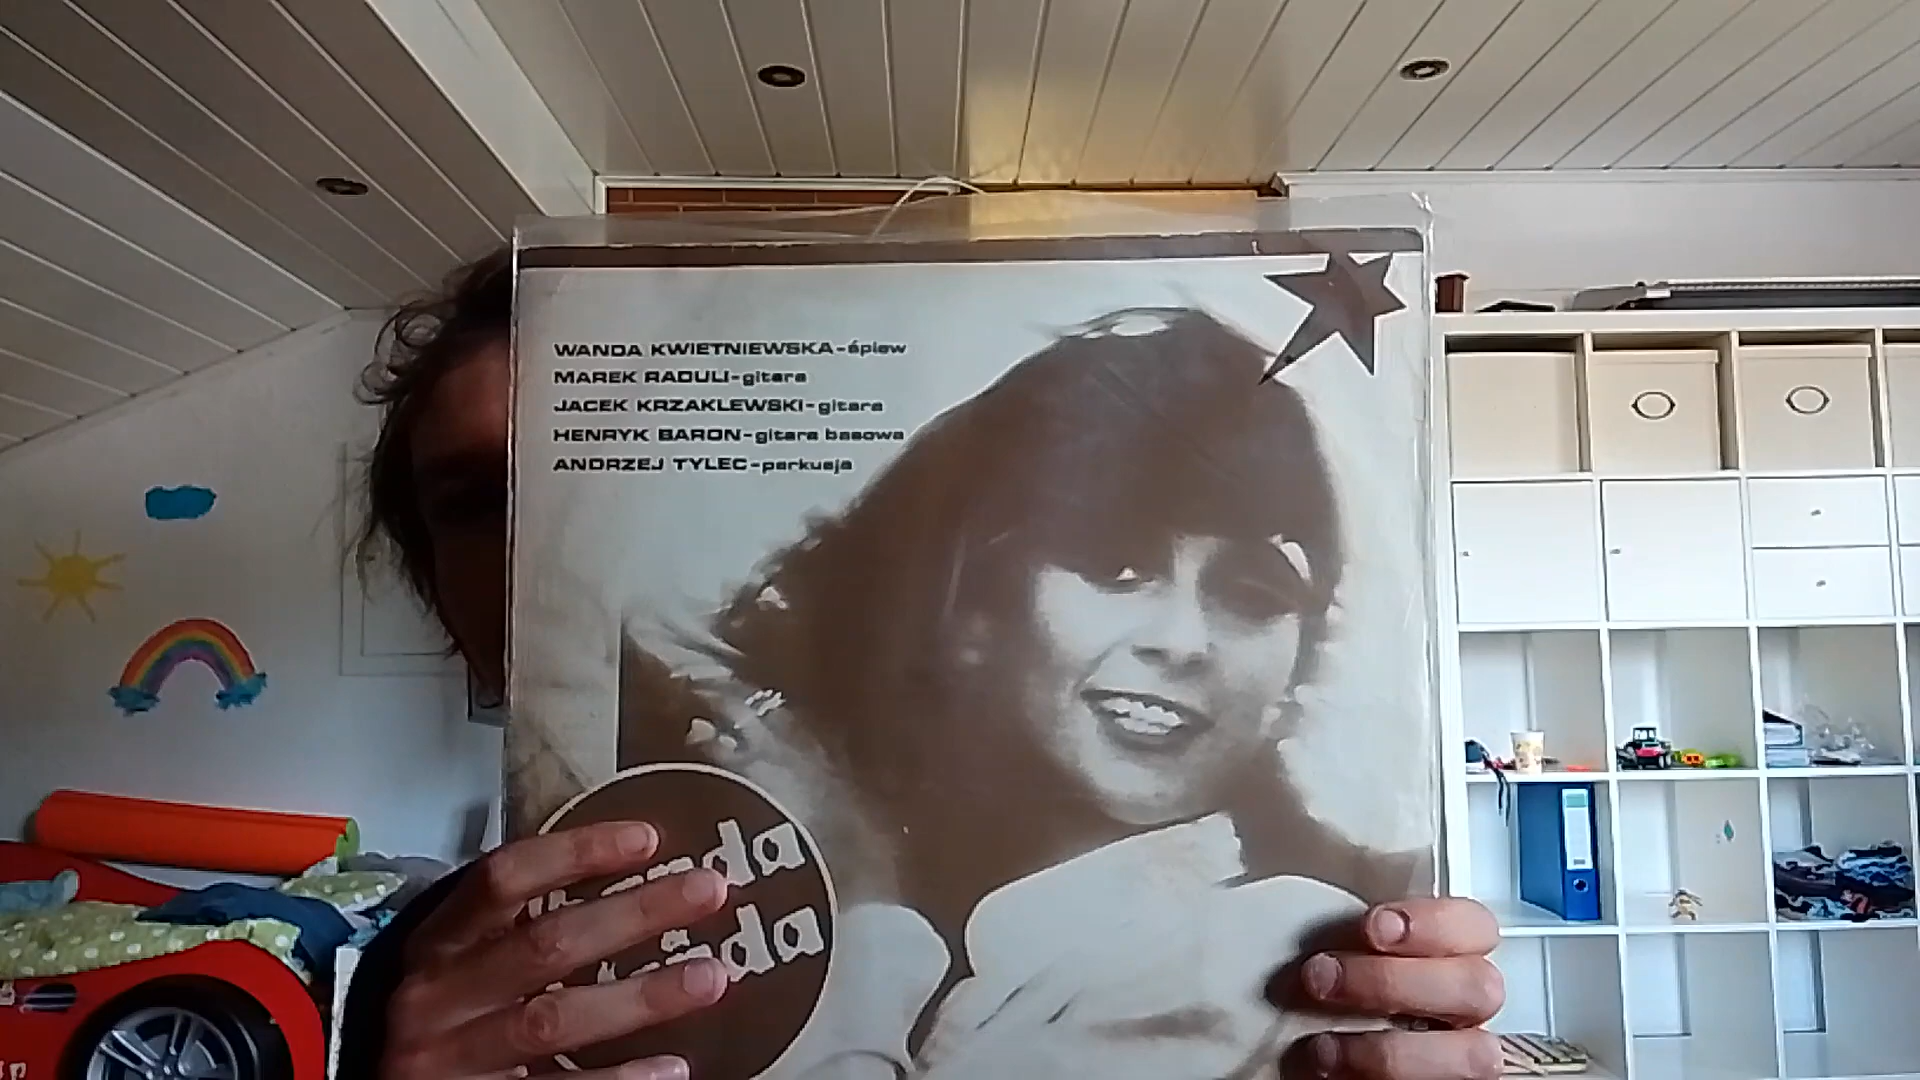 WANDA KWIETNIEWSKA-śpiew
MAREK RADULI-gitara
JACEK KRZAKLEWSKI-gitara
HENRYK BARON-gitara basowa
ANDRZEJ TYLEC-perkusja